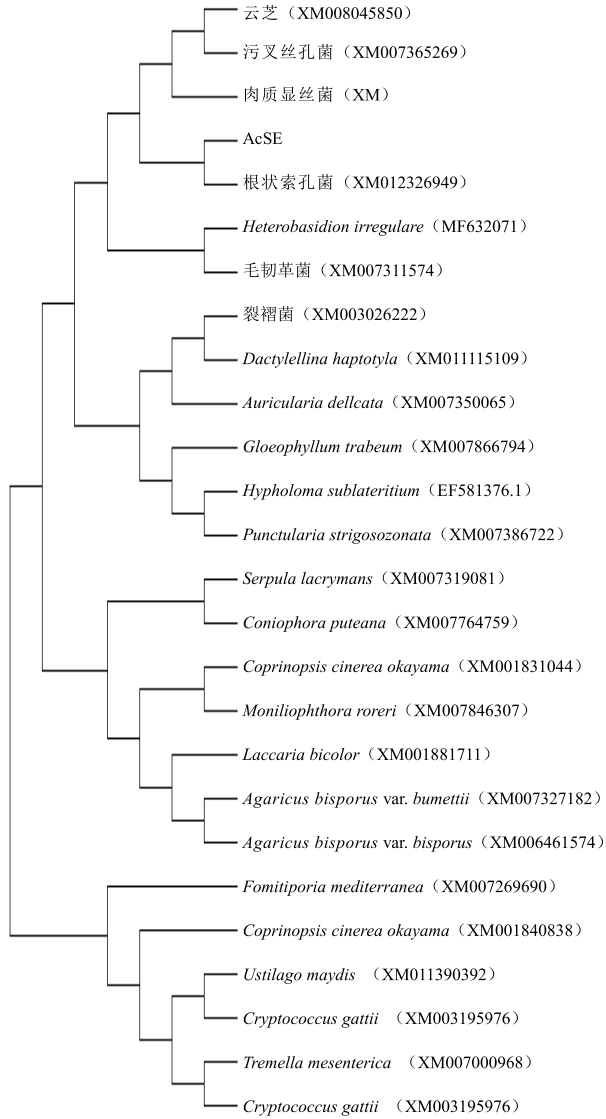 云芝（XM008045850）
污叉丝孔菌（XM007365269）
肉质显丝菌（XM）
AcSE
根状索孔菌（XM012326949）
Heterobasidion irregulare（MF632071）
毛韧革菌（XM007311574）
裂褶菌（XM003026222）
Dactylellina haptotyla（XM011115109）
Auricularia dellcata（XM007350065）
Gloeophyllum trabeum（XM007866794）
Hypholoma sublateritium（EF581376.1）
Punctularia strigosozonata（XM007386722）
Serpula lacrymans（XM007319081）
Coniophora puteana（XM007764759）
Coprinopsis cinerea okayama（XM001831044）
Moniliophthora roreri（XM007846307）
Laccaria bicolor（XM001881711）
Agaricus bisporus var. bumettii（XM007327182）
Agaricus bisporus var. bisporus（XM006461574）
Fomitiporia mediterranea（XM007269690）
Coprinopsis cinerea okayama（XM001840838）
Ustilago maydis （XM011390392）
Cryptococcus gattii （XM003195976）
Tremella mesenterica （XM007000968）
Cryptococcus gattii （XM003195976）